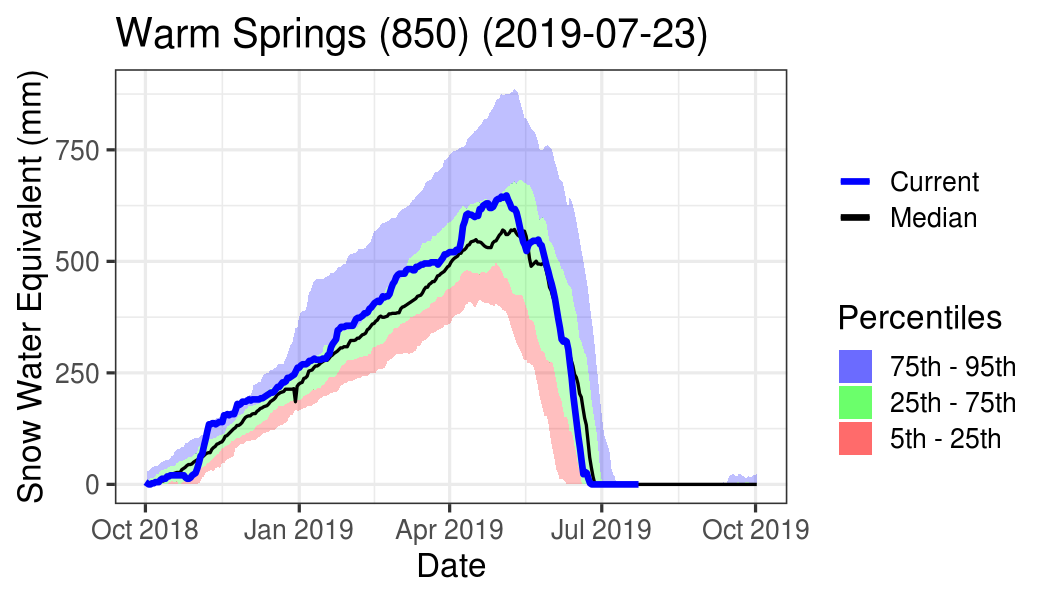 Warm Springs (850) (2019-07-23)
Snow Water Equivalent (mm)
750
500
250
0
Oct 2018
Jan 2019
Apr 2019
Jul 2019
Oct 2019
Date
Current
Median
Percentiles
75th - 95th
25th - 75th
5th - 25th